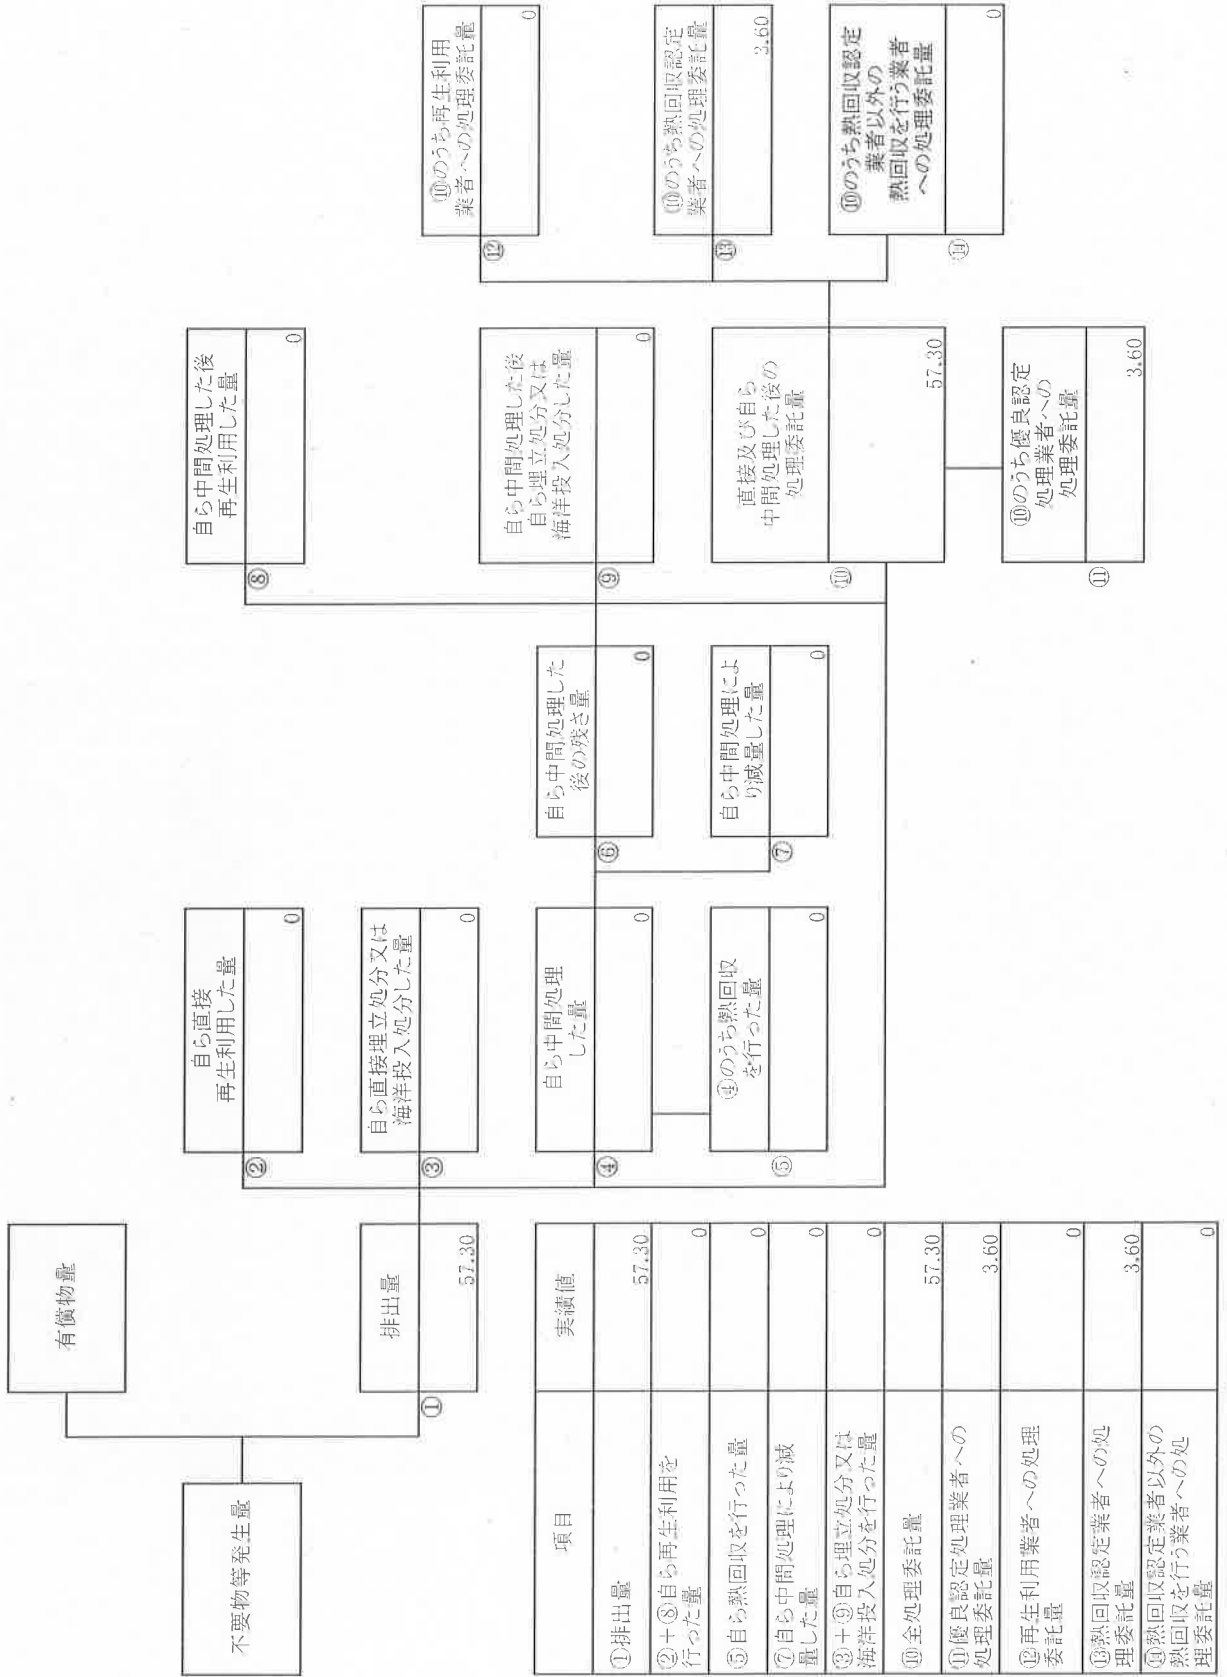 有償物量
不要物等発生量
①
排出量
57.30
②
自ら直接
再生利用した量
0
③
自ら直接埋立処分又は
海洋投入処分した量
0
④
自ら中間処理
した量
0
⑤
④のうち熱回収
を行った量
0
⑥
自ら中間処理した
後の残さ量
0
⑦
自ら中間処理によ
り減量した量
0
⑧
自ら中間処理した後
再生利用した量
0
⑨
自ら中間処理した後
自ら埋立処分又は
海洋投入処分した量
0
⑩
直接及び自ら
中間処理した後の
処理委託量
57.30
⑪
⑩のうち優良認定
処理業者への
処理委託量
3.60
⑫
⑩のうち再生利用
業者への処理委託量
0
⑬
⑩のうち熱回収認定
業者への処理委託量
3.60
⑭
⑩のうち熱回収認定
業者以外の
熱回収を行う業者
への処理委託量
0
項目 実績値
①排出量 57.30
②+⑧自ら再生利用を
行った量 0
⑤自ら熱回収を行った量 0
⑦自ら中間処理により減
量した量 0
③+⑨自ら埋立処分又は
海洋投入処分を行った量 0
⑩全処理委託量 57.30
⑪優良認定処理業者への
処理委託量 3.60
⑫再生利用業者への処理
委託量 0
⑬熱回収認定業者への処
理委託量 3.60
⑭熱回収認定業者以外の
熱回収を行う業者への処
理委託量 0